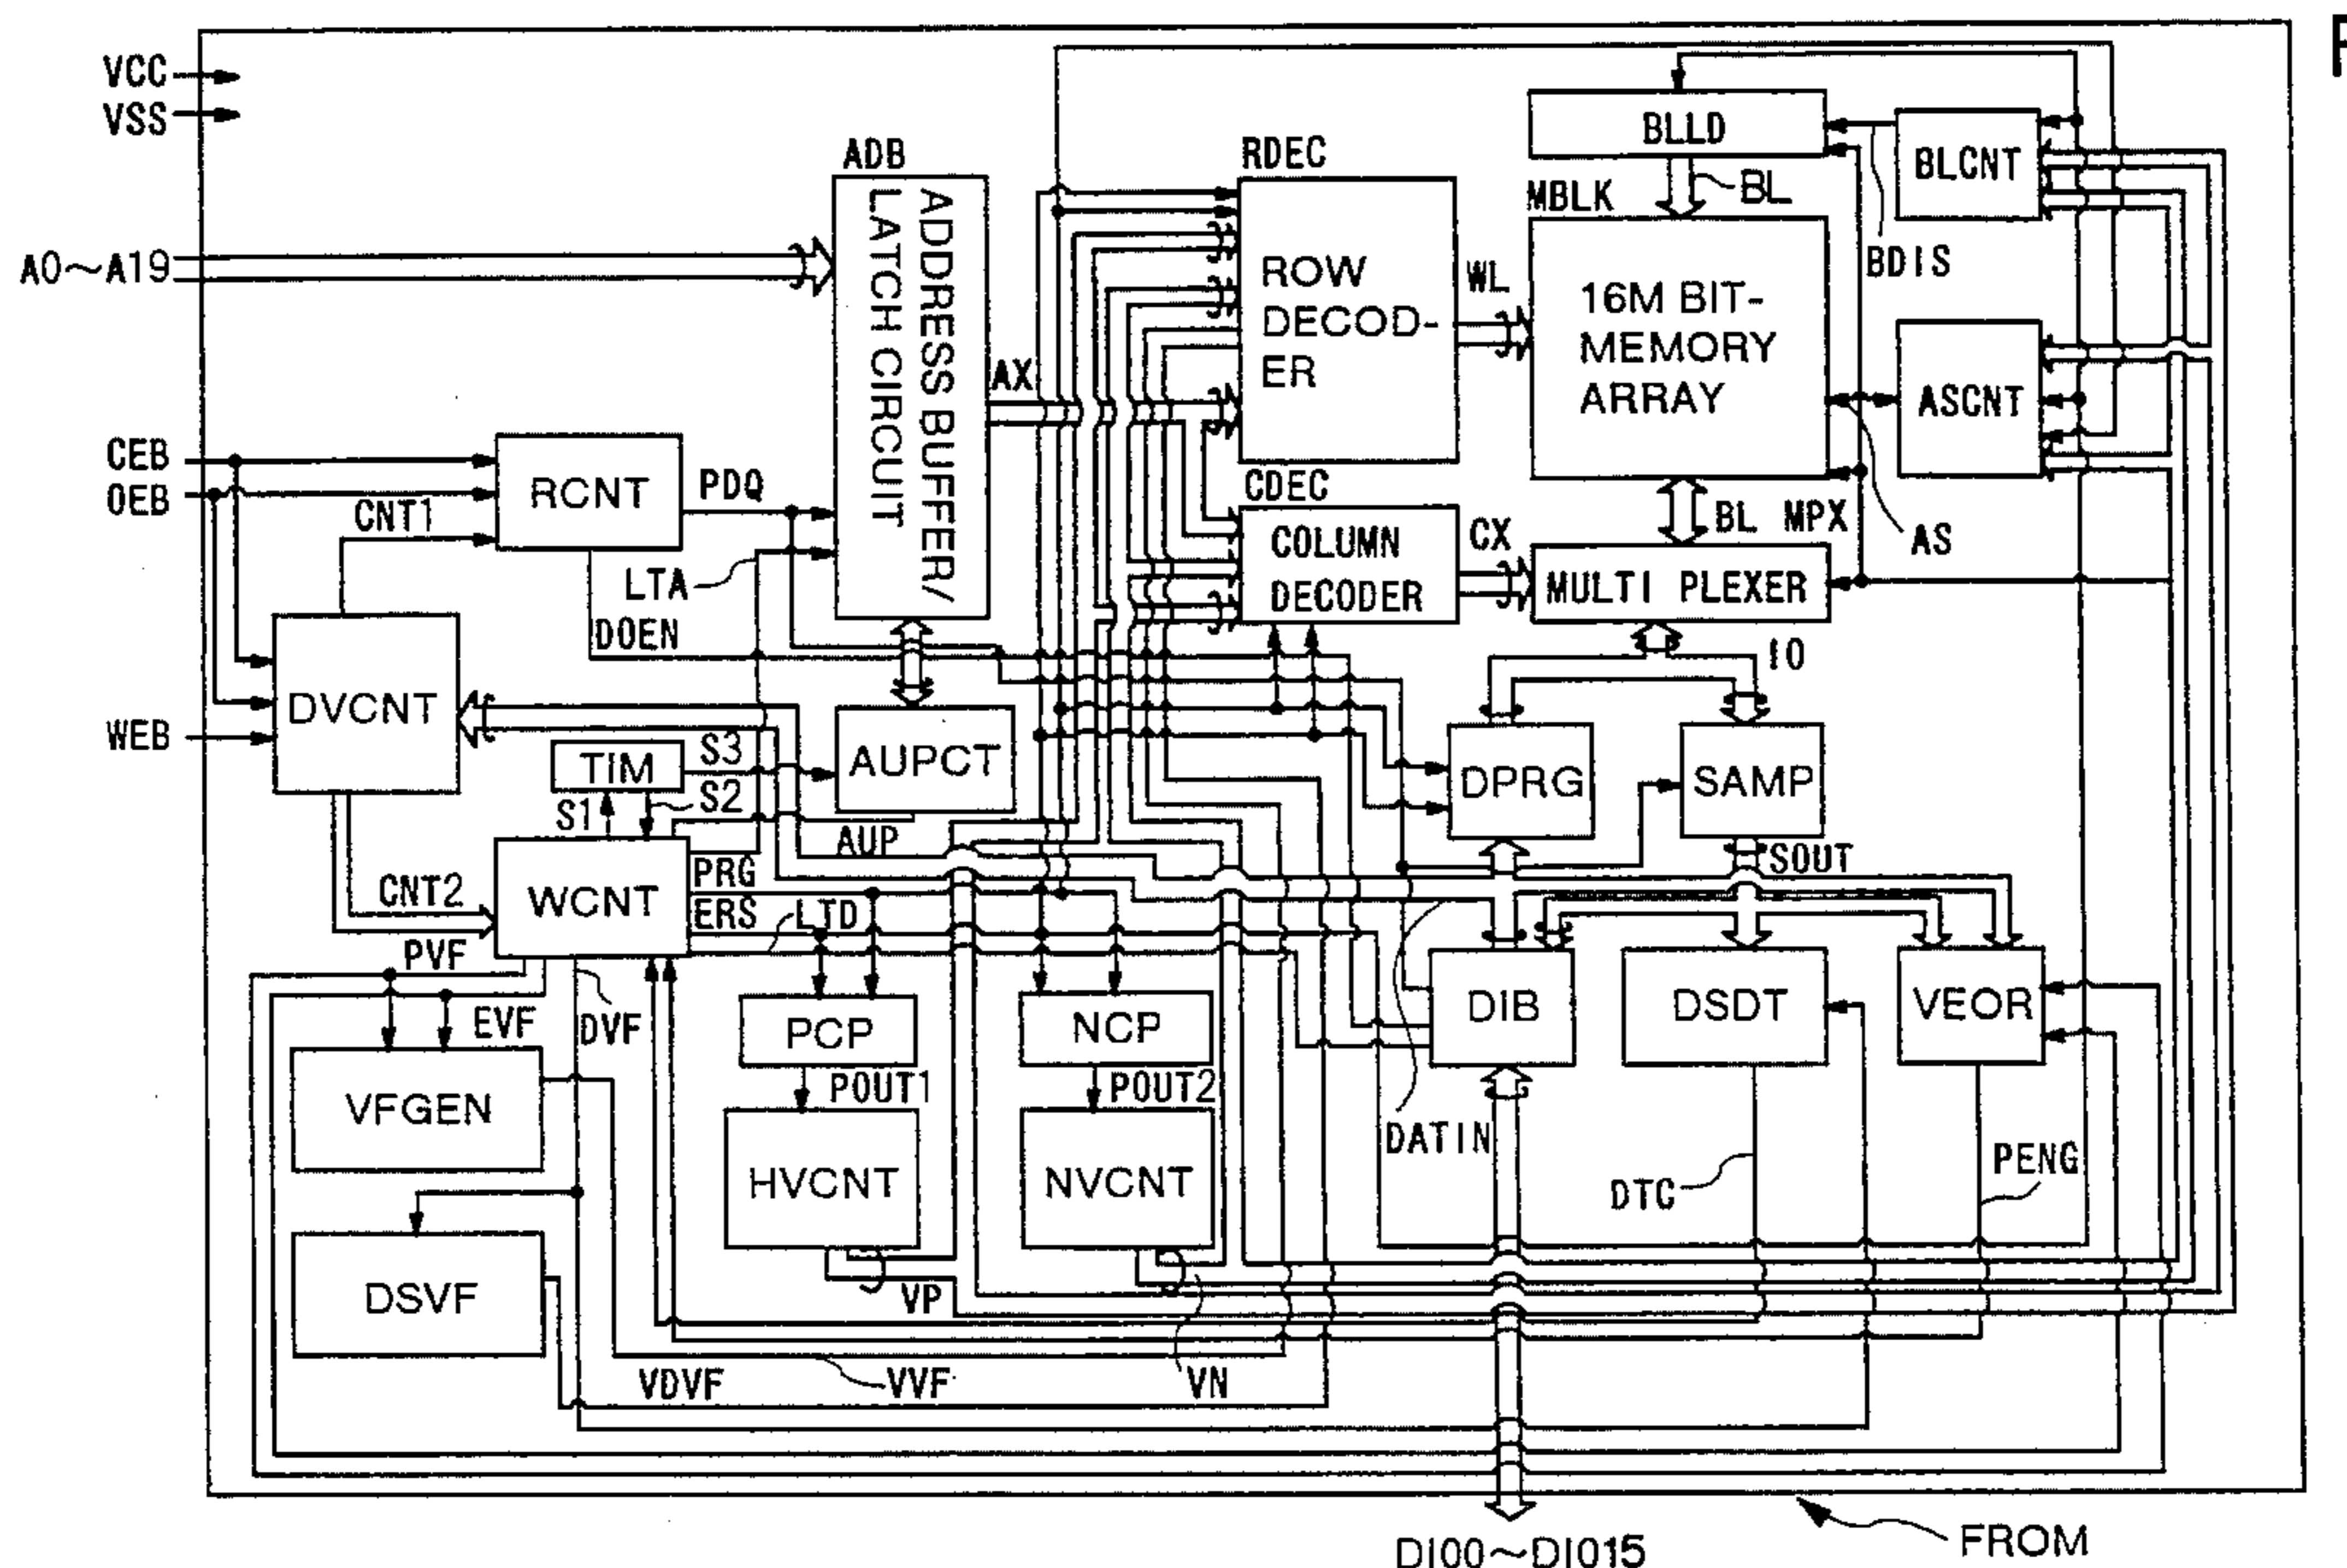 F
VCC
VSS
A0~A19
CEB
OEB
WEB
ADB
ADDRESS BUFFER/
LATCH CIRCUIT
RDEC
ROW
DECOD-
ER
BLLD
BL
MBLK
BLCNT
BDIS
WL
16M BIT-
MEMORY
ARRAY
ASCNT
AX
RCNT
PDQ
CNT1
LTA
DOEN
CDEC
COLUMN
DECODER
CX
BL
MPX
AS
MULTI PLEXER
IO
DVCNT
TIM
S3
S1
S2
AUPCT
AUP
DPRG
SAMP
SOUT
CNT2
WCNT
PRG
ERS
LTD
PVF
EVF
DVF
PCP
NCP
DIB
DSDT
VEOR
VFGEN
POUT1
POUT2
HVCNT
NVCNT
DATIN
DTC
PENG
DSVF
VP
VDVF
VVF
VN
DIO0~DIO15
FROM